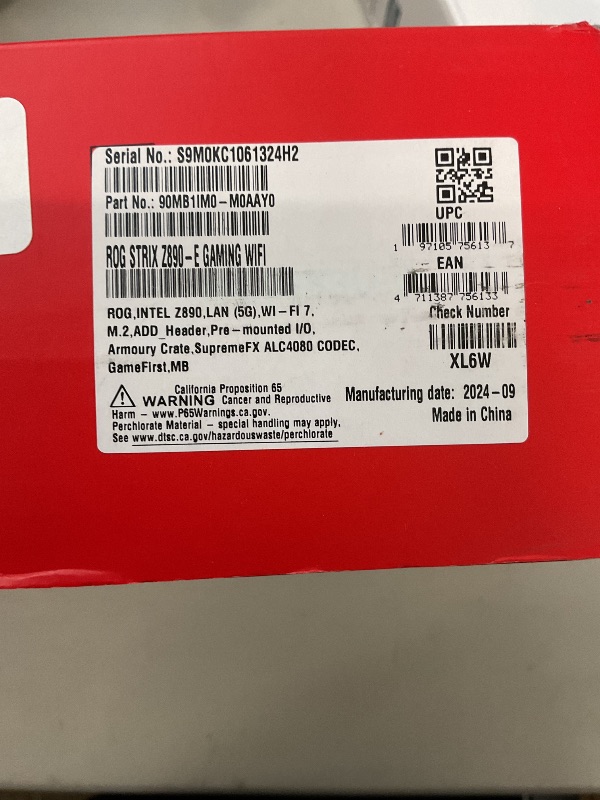 Serial No.: S9M0KC1061324H2
Part No.: 90MB1IM0-M0AAY0
UPC
1 97105 75613 7
ROG STRIX Z890-E GAMING WIFI
EAN
4 711387 756133
ROG,INTEL Z890,LAN (5G),WI-FI 7,
M.2,ADD_Header,Pre-mounted I/O,
Armoury Crate,SupremeFX ALC4080 CODEC,
GameFirst,MB
Check Number
XL6W
California Proposition 65
WARNING Cancer and Reproductive
Harm - www.P65Warnings.ca.gov.
Perchlorate Material - special handling may apply,
See www.dtsc.ca.gov/hazardouswaste/perchlorate
Manufacturing date: 2024-09
Made in China